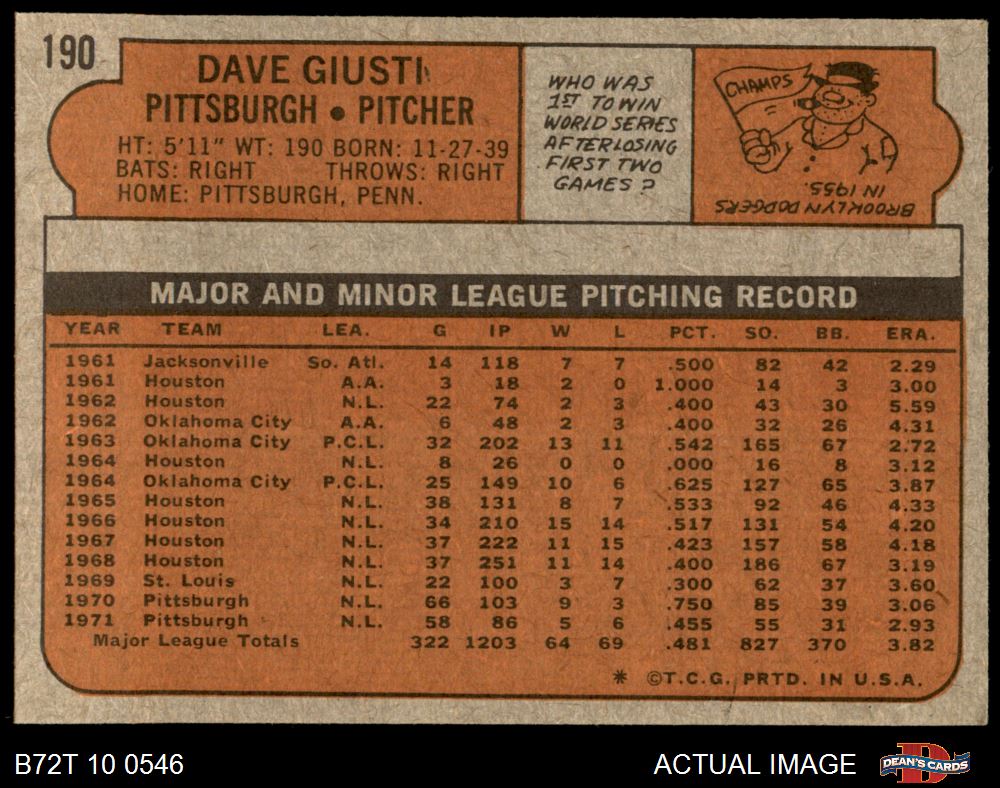 190
DAVE GIUSTI
PITTSBURGH • PITCHER
HT: 5'11" WT: 190 BORN: 11-27-39
BATS: RIGHT THROWS: RIGHT
HOME: PITTSBURGH, PENN.
WHO WAS
1ST TO WIN
WORLD SERIES
AFTER LOSING
FIRST TWO
GAMES?
CHAMPS
BROOKLYN DODGERS
IN 1955.
MAJOR AND MINOR LEAGUE PITCHING RECORD
YEAR TEAM LEA. G IP W L PCT. SO. BB. ERA.
1961 Jacksonville So. Atl. 14 118 7 7 .500 82 42 2.29
1961 Houston A.A. 3 18 2 0 1.000 14 3 3.00
1962 Houston N.L. 22 74 2 3 .400 43 30 5.59
1962 Oklahoma City A.A. 6 48 2 3 .400 32 26 4.31
1963 Oklahoma City P.C.L. 32 202 13 11 .542 165 67 2.72
1964 Houston N.L. 8 26 0 0 .000 16 8 3.12
1964 Oklahoma City P.C.L. 25 149 10 6 .625 127 65 3.87
1965 Houston N.L. 38 131 8 7 .533 92 46 4.33
1966 Houston N.L. 34 210 15 14 .517 131 54 4.20
1967 Houston N.L. 37 222 11 15 .423 157 58 4.18
1968 Houston N.L. 37 251 11 14 .400 186 67 3.19
1969 St. Louis N.L. 22 100 3 7 .300 62 37 3.60
1970 Pittsburgh N.L. 66 103 9 3 .750 85 39 3.06
1971 Pittsburgh N.L. 58 86 5 6 .455 55 31 2.93
Major League Totals 322 1203 64 69 .481 827 370 3.82
* ©T.C.G. PRTD. IN U.S.A.
B72T 10 0546
ACTUAL IMAGE
D
DEAN'S CARDS